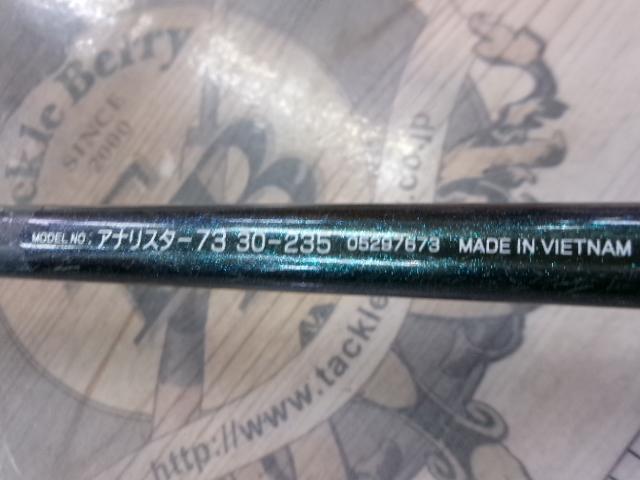 Tackle Berry
SINCE
2000
MODEL NO. アナリスター73 30-235 05297673 MADE IN VIETNAM
http://www.tackle
.co.jp